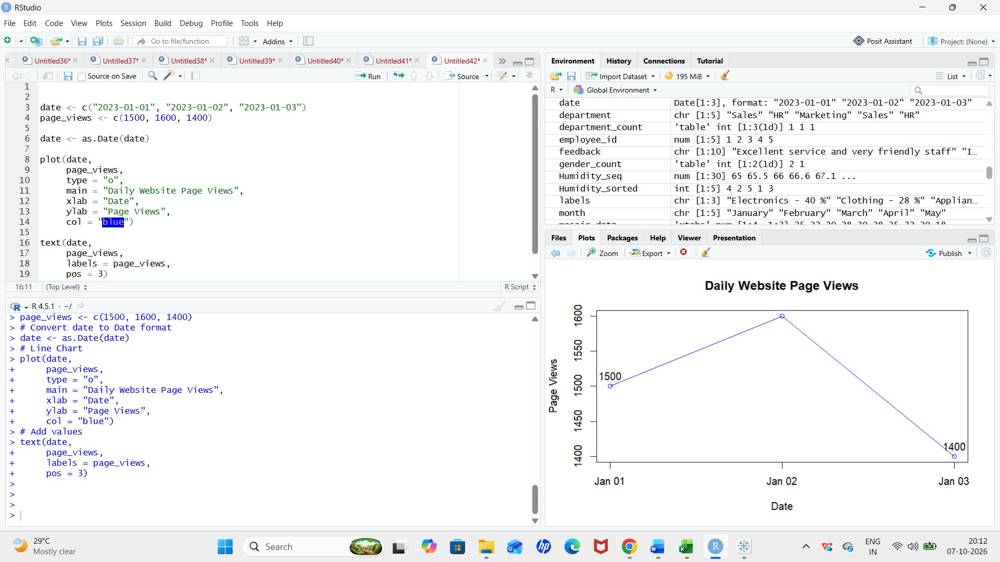 RStudio
File Edit Code View Plots Session Build Debug Profile Tools Help
Go to file/function Addins Posit Assistant Project: (None)
Untitled36* Untitled37* Untitled38* Untitled39* Untitled40* Untitled41* Untitled42*
Source on Save Run Source
1
2
3 date <- c("2023-01-01", "2023-01-02", "2023-01-03")
4 page_views <- c(1500, 1600, 1400)
5
6 date <- as.Date(date)
7
8 plot(date,
9 page_views,
10 type = "o",
11 main = "Daily Website Page Views",
12 xlab = "Date",
13 ylab = "Page Views",
14 col = "blue")
15
16 text(date,
17 page_views,
18 labels = page_views,
19 pos = 3)
16:11 (Top Level) R Script
R 4.5.1 · ~/
> page_views <- c(1500, 1600, 1400)
> # Convert date to Date format
> date <- as.Date(date)
> # Line Chart
> plot(date,
+ page_views,
+ type = "o",
+ main = "Daily Website Page Views",
+ xlab = "Date",
+ ylab = "Page Views",
+ col = "blue")
> # Add values
> text(date,
+ page_views,
+ labels = page_views,
+ pos = 3)
>
>
>
>
Environment History Connections Tutorial
Import Dataset 195 MiB List
R Global Environment
date Date[1:3], format: "2023-01-01" "2023-01-02" "2023-01-03"
department chr [1:5] "Sales" "HR" "Marketing" "Sales" "HR"
department_count 'table' int [1:3(1d)] 1 1 1
employee_id num [1:5] 1 2 3 4 5
feedback chr [1:10] "Excellent service and very friendly staff" "I…
gender_count 'table' int [1:2(1d)] 2 1
Humidity_seq num [1:30] 65 65.5 66 66.6 67.1 ...
Humidity_sorted int [1:5] 4 2 5 1 3
labels chr [1:3] "Electronics - 40 %" "Clothing - 28 %" "Applian…
month chr [1:5] "January" "February" "March" "April" "May"
Files Plots Packages Help Viewer Presentation
Zoom Export Publish
Daily Website Page Views
Page Views
1600
1550
1500
1450
1400
1500
1400
Jan 01 Jan 02 Jan 03
Date
29°C
Mostly clear
Search
ENG
IN
20:12
07-10-2026